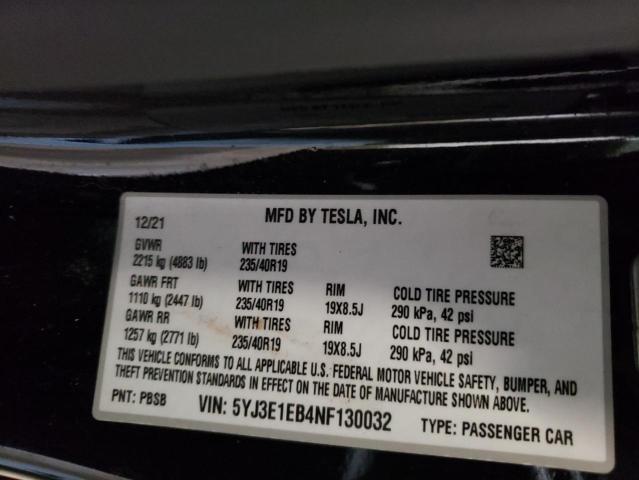 MFD BY TESLA, INC.
12/21
GVWR WITH TIRES
2215 kg (4883 lb) 235/40R19
GAWR FRT WITH TIRES RIM COLD TIRE PRESSURE
1110 kg (2447 lb) 235/40R19 19X8.5J 290 kPa, 42 psi
GAWR RR WITH TIRES RIM COLD TIRE PRESSURE
1257 kg (2771 lb) 235/40R19 19X8.5J 290 kPa, 42 psi
THIS VEHICLE CONFORMS TO ALL APPLICABLE U.S. FEDERAL MOTOR VEHICLE SAFETY, BUMPER, AND
THEFT PREVENTION STANDARDS IN EFFECT ON THE DATE OF MANUFACTURE SHOWN ABOVE.
PNT: PBSB VIN: 5YJ3E1EB4NF130032 TYPE: PASSENGER CAR